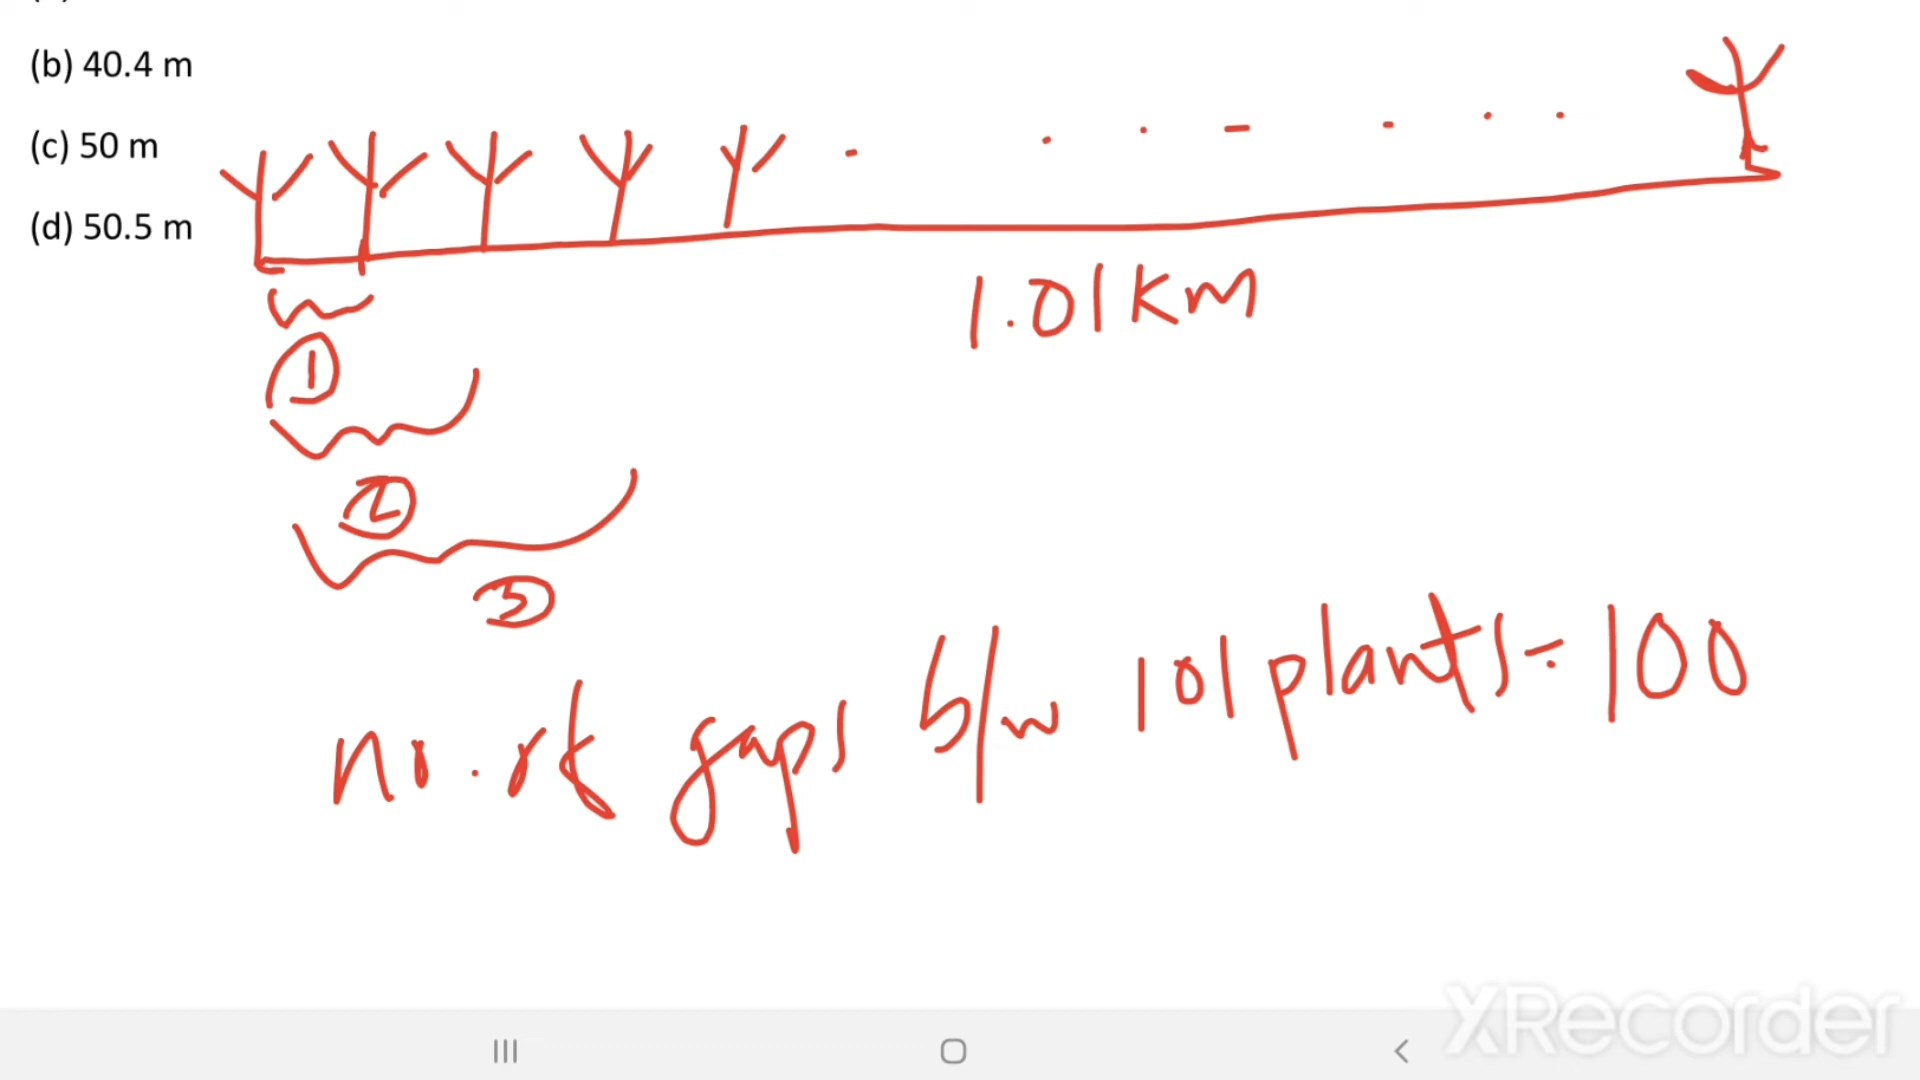 (b) 40.4 m
(c) 50 m
(d) 50.5 m
1.01 km
1
2
3
no. of gaps b/w 101 plants = 100
XRecorder